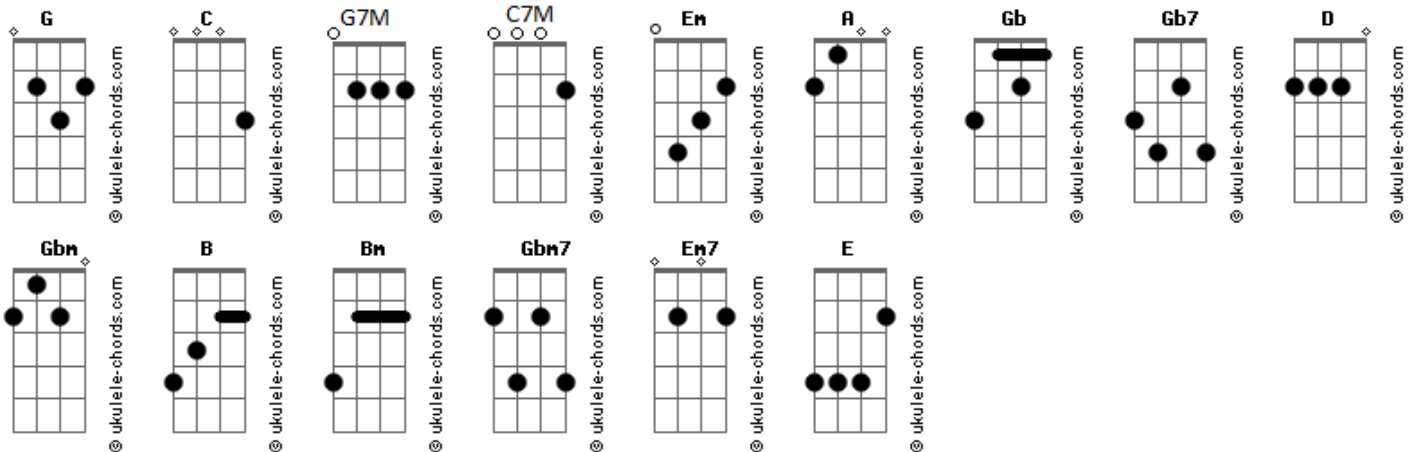 G C G7M C7M Em A Gb Gb7 D
© ukulele-chords.com © ukulele-chords.com © ukulele-chords.com © ukulele-chords.com © ukulele-chords.com © ukulele-chords.com © ukulele-chords.com © ukulele-chords.com © ukulele-chords.com
Gbm B Bm Gbm7 Em7 E
© ukulele-chords.com © ukulele-chords.com © ukulele-chords.com © ukulele-chords.com © ukulele-chords.com © ukulele-chords.com